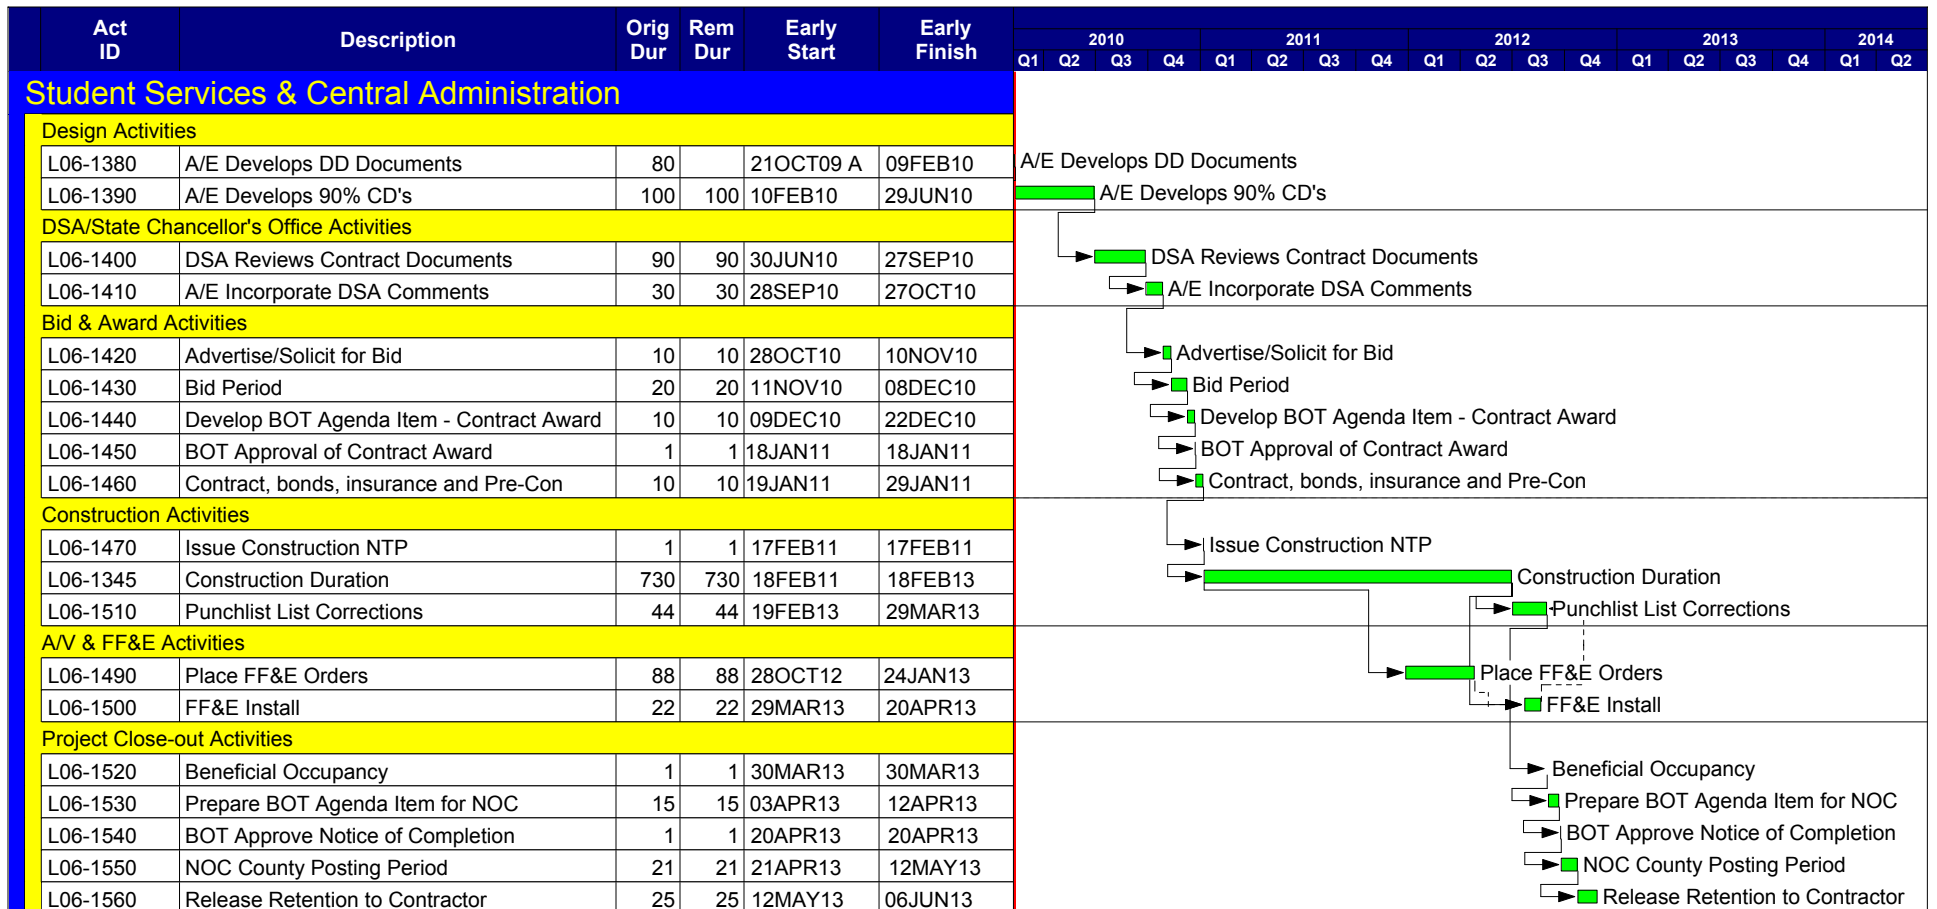 Act ID Description Orig Dur Rem Dur Early Start Early Finish
2010 2011 2012 2013 2014
Q1 Q2 Q3 Q4 Q1 Q2 Q3 Q4 Q1 Q2 Q3 Q4 Q1 Q2 Q3 Q4 Q1 Q2
Student Services & Central Administration
Design Activities
L06-1380 A/E Develops DD Documents 80 21OCT09 A 09FEB10 A/E Develops DD Documents
L06-1390 A/E Develops 90% CD's 100 100 10FEB10 29JUN10 A/E Develops 90% CD's
DSA/State Chancellor's Office Activities
L06-1400 DSA Reviews Contract Documents 90 90 30JUN10 27SEP10 DSA Reviews Contract Documents
L06-1410 A/E Incorporate DSA Comments 30 30 28SEP10 27OCT10 A/E Incorporate DSA Comments
Bid & Award Activities
L06-1420 Advertise/Solicit for Bid 10 10 28OCT10 10NOV10 Advertise/Solicit for Bid
L06-1430 Bid Period 20 20 11NOV10 08DEC10 Bid Period
L06-1440 Develop BOT Agenda Item - Contract Award 10 10 09DEC10 22DEC10 Develop BOT Agenda Item - Contract Award
L06-1450 BOT Approval of Contract Award 1 1 18JAN11 18JAN11 BOT Approval of Contract Award
L06-1460 Contract, bonds, insurance and Pre-Con 10 10 19JAN11 29JAN11 Contract, bonds, insurance and Pre-Con
Construction Activities
L06-1470 Issue Construction NTP 1 1 17FEB11 17FEB11 Issue Construction NTP
L06-1345 Construction Duration 730 730 18FEB11 18FEB13 Construction Duration
L06-1510 Punchlist List Corrections 44 44 19FEB13 29MAR13 Punchlist List Corrections
A/V & FF&E Activities
L06-1490 Place FF&E Orders 88 88 28OCT12 24JAN13 Place FF&E Orders
L06-1500 FF&E Install 22 22 29MAR13 20APR13 FF&E Install
Project Close-out Activities
L06-1520 Beneficial Occupancy 1 1 30MAR13 30MAR13 Beneficial Occupancy
L06-1530 Prepare BOT Agenda Item for NOC 15 15 03APR13 12APR13 Prepare BOT Agenda Item for NOC
L06-1540 BOT Approve Notice of Completion 1 1 20APR13 20APR13 BOT Approve Notice of Completion
L06-1550 NOC County Posting Period 21 21 21APR13 12MAY13 NOC County Posting Period
L06-1560 Release Retention to Contractor 25 25 12MAY13 06JUN13 Release Retention to Contractor